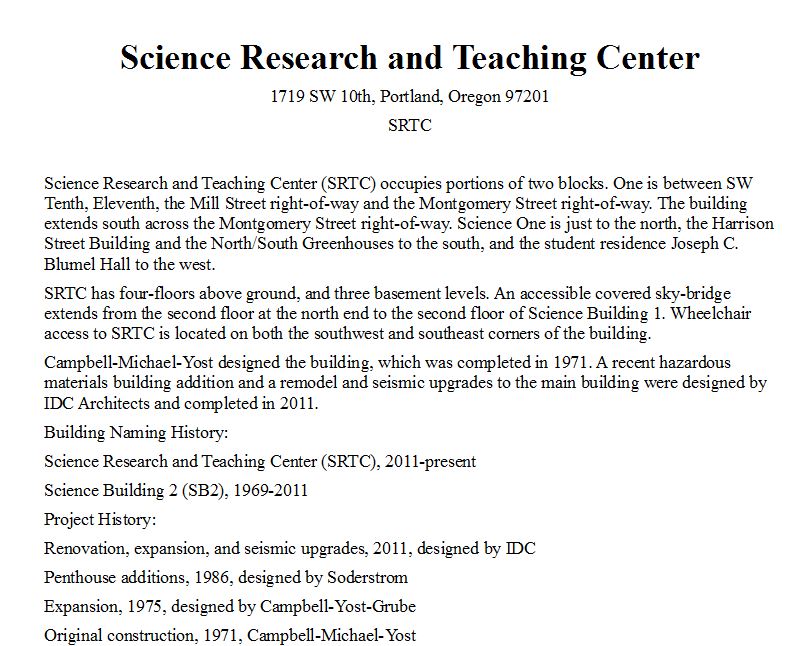 Science Research and Teaching Center
1719 SW 10th, Portland, Oregon 97201
SRTC
Science Research and Teaching Center (SRTC) occupies portions of two blocks. One is between SW
Tenth, Eleventh, the Mill Street right-of-way and the Montgomery Street right-of-way. The building
extends south across the Montgomery Street right-of-way. Science One is just to the north, the Harrison
Street Building and the North/South Greenhouses to the south, and the student residence Joseph C.
Blumel Hall to the west.
SRTC has four-floors above ground, and three basement levels. An accessible covered sky-bridge
extends from the second floor at the north end to the second floor of Science Building 1. Wheelchair
access to SRTC is located on both the southwest and southeast corners of the building.
Campbell-Michael-Yost designed the building, which was completed in 1971. A recent hazardous
materials building addition and a remodel and seismic upgrades to the main building were designed by
IDC Architects and completed in 2011.
Building Naming History:
Science Research and Teaching Center (SRTC), 2011-present
Science Building 2 (SB2), 1969-2011
Project History:
Renovation, expansion, and seismic upgrades, 2011, designed by IDC
Penthouse additions, 1986, designed by Soderstrom
Expansion, 1975, designed by Campbell-Yost-Grube
Original construction, 1971, Campbell-Michael-Yost